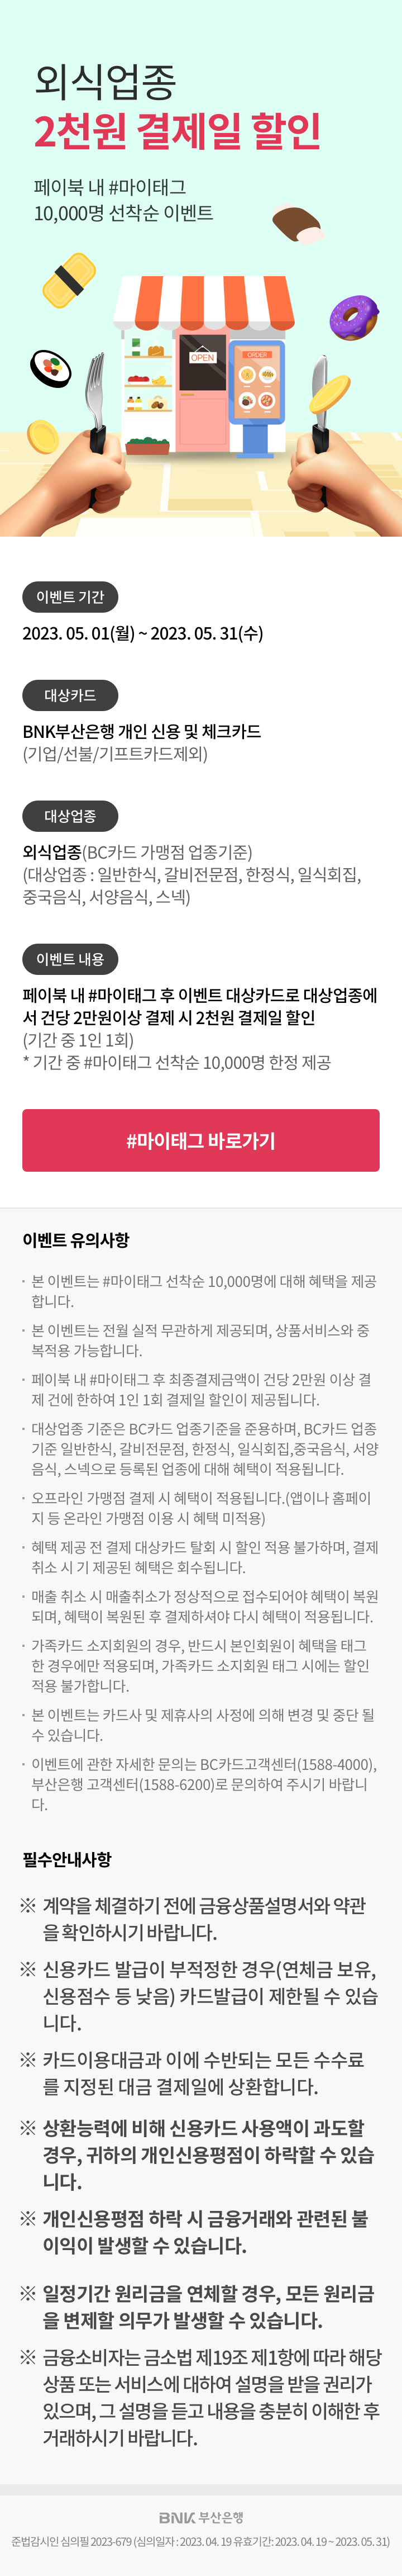 외식업종
2천원 결제일 할인
페이북 내 #마이태그
10,000명 선착순 이벤트
OPEN
ORDER
이벤트 기간
2023. 05. 01(월) ~ 2023. 05. 31(수)
대상카드
BNK부산은행 개인 신용 및 체크카드
(기업/선불/기프트카드제외)
대상업종
외식업종(BC카드 가맹점 업종기준)
(대상업종 : 일반한식, 갈비전문점, 한정식, 일식회집,
중국음식, 서양음식, 스넥)
이벤트 내용
페이북 내 #마이태그 후 이벤트 대상카드로 대상업종에
서 건당 2만원이상 결제 시 2천원 결제일 할인
(기간 중 1인 1회)
* 기간 중 #마이태그 선착순 10,000명 한정 제공
#마이태그 바로가기
이벤트 유의사항
· 본 이벤트는 #마이태그 선착순 10,000명에 대해 혜택을 제공
합니다.
· 본 이벤트는 전월 실적 무관하게 제공되며, 상품서비스와 중
복적용 가능합니다.
· 페이북 내 #마이태그 후 최종결제금액이 건당 2만원 이상 결
제 건에 한하여 1인 1회 결제일 할인이 제공됩니다.
· 대상업종 기준은 BC카드 업종기준을 준용하며, BC카드 업종
기준 일반한식, 갈비전문점, 한정식, 일식회집,중국음식, 서양
음식, 스넥으로 등록된 업종에 대해 혜택이 적용됩니다.
· 오프라인 가맹점 결제 시 혜택이 적용됩니다.(앱이나 홈페이
지 등 온라인 가맹점 이용 시 혜택 미적용)
· 혜택 제공 전 결제 대상카드 탈회 시 할인 적용 불가하며, 결제
취소 시 기 제공된 혜택은 회수됩니다.
· 매출 취소 시 매출취소가 정상적으로 접수되어야 혜택이 복원
되며, 혜택이 복원된 후 결제하셔야 다시 혜택이 적용됩니다.
· 가족카드 소지회원의 경우, 반드시 본인회원이 혜택을 태그
한 경우에만 적용되며, 가족카드 소지회원 태그 시에는 할인
적용 불가합니다.
· 본 이벤트는 카드사 및 제휴사의 사정에 의해 변경 및 중단 될
수 있습니다.
· 이벤트에 관한 자세한 문의는 BC카드고객센터(1588-4000),
부산은행 고객센터(1588-6200)로 문의하여 주시기 바랍니
다.
필수안내사항
※ 계약을 체결하기 전에 금융상품설명서와 약관
을 확인하시기 바랍니다.
※ 신용카드 발급이 부적정한 경우(연체금 보유,
신용점수 등 낮음) 카드발급이 제한될 수 있습
니다.
※ 카드이용대금과 이에 수반되는 모든 수수료
를 지정된 대금 결제일에 상환합니다.
※ 상환능력에 비해 신용카드 사용액이 과도할
경우, 귀하의 개인신용평점이 하락할 수 있습
니다.
※ 개인신용평점 하락 시 금융거래와 관련된 불
이익이 발생할 수 있습니다.
※ 일정기간 원리금을 연체할 경우, 모든 원리금
을 변제할 의무가 발생할 수 있습니다.
※ 금융소비자는 금소법 제19조 제1항에 따라 해당
상품 또는 서비스에 대하여 설명을 받을 권리가
있으며, 그 설명을 듣고 내용을 충분히 이해한 후
거래하시기 바랍니다.
BNK 부산은행
준법감시인 심의필 2023-679 (심의일자 : 2023. 04. 19 유효기간: 2023. 04. 19 ~ 2023. 05. 31)